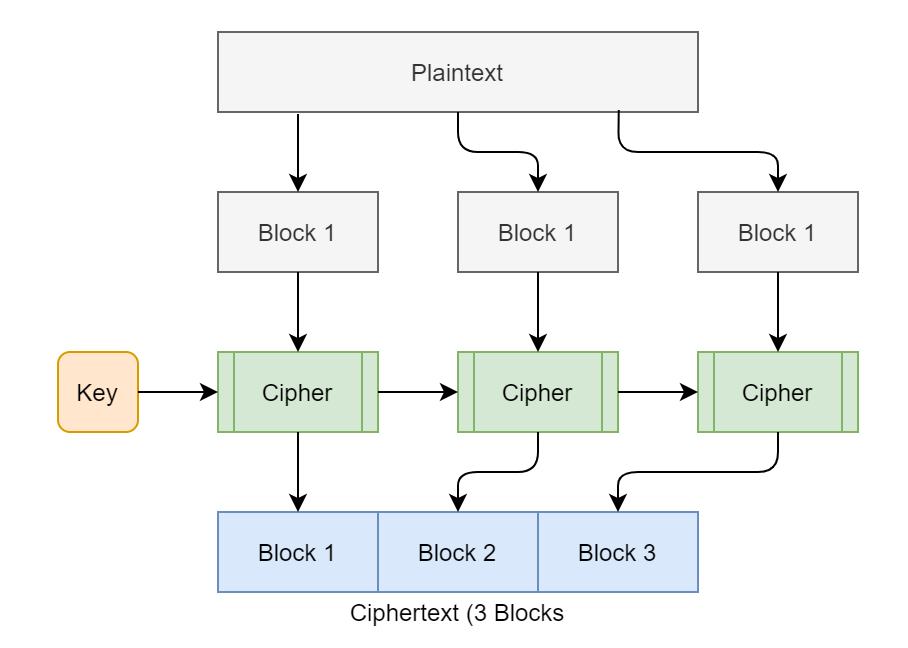 Plaintext
Block 1
Block 1
Block 1
Key
Cipher
Cipher
Cipher
Block 1
Block 2
Block 3
Ciphertext (3 Blocks